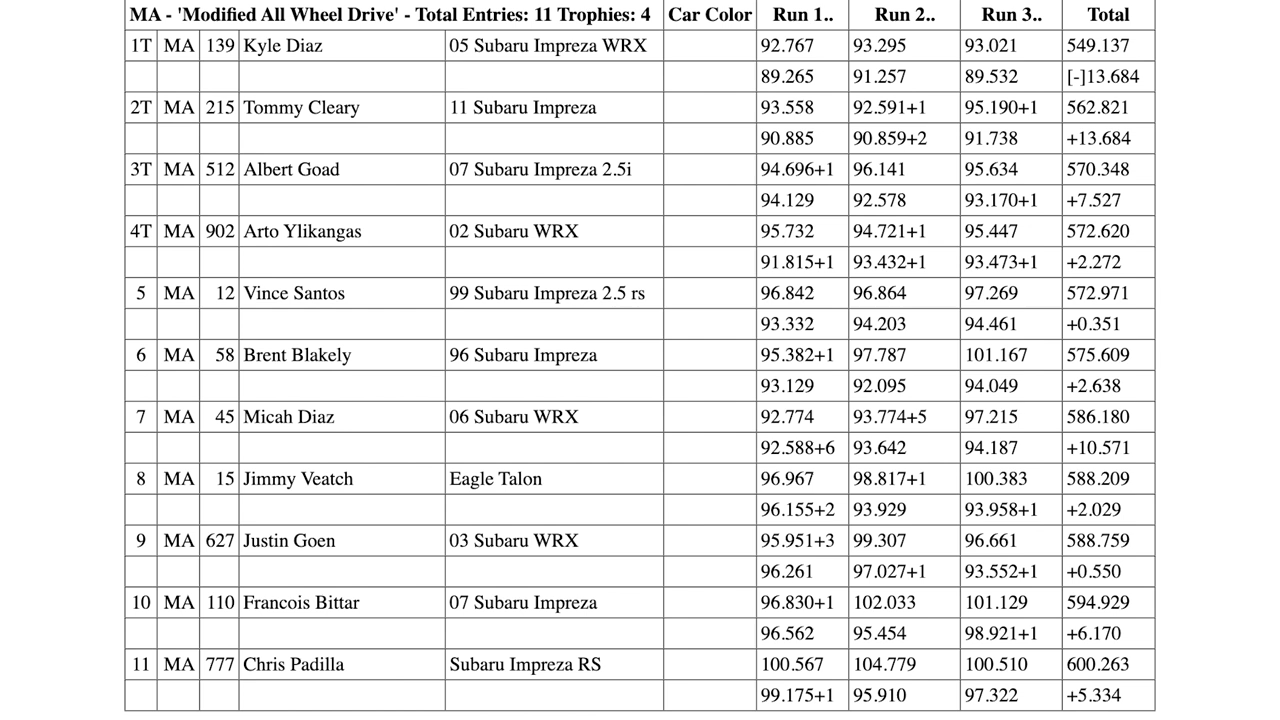 MA - 'Modified All Wheel Drive' - Total Entries: 11 Trophies: 4 Car Color Run 1.. Run 2.. Run 3.. Total
1T MA 139 Kyle Diaz 05 Subaru Impreza WRX 92.767 93.295 93.021 549.137
89.265 91.257 89.532 [-]13.684
2T MA 215 Tommy Cleary 11 Subaru Impreza 93.558 92.591+1 95.190+1 562.821
90.885 90.859+2 91.738 +13.684
3T MA 512 Albert Goad 07 Subaru Impreza 2.5i 94.696+1 96.141 95.634 570.348
94.129 92.578 93.170+1 +7.527
4T MA 902 Arto Ylikangas 02 Subaru WRX 95.732 94.721+1 95.447 572.620
91.815+1 93.432+1 93.473+1 +2.272
5 MA 12 Vince Santos 99 Subaru Impreza 2.5 rs 96.842 96.864 97.269 572.971
93.332 94.203 94.461 +0.351
6 MA 58 Brent Blakely 96 Subaru Impreza 95.382+1 97.787 101.167 575.609
93.129 92.095 94.049 +2.638
7 MA 45 Micah Diaz 06 Subaru WRX 92.774 93.774+5 97.215 586.180
92.588+6 93.642 94.187 +10.571
8 MA 15 Jimmy Veatch Eagle Talon 96.967 98.817+1 100.383 588.209
96.155+2 93.929 93.958+1 +2.029
9 MA 627 Justin Goen 03 Subaru WRX 95.951+3 99.307 96.661 588.759
96.261 97.027+1 93.552+1 +0.550
10 MA 110 Francois Bittar 07 Subaru Impreza 96.830+1 102.033 101.129 594.929
96.562 95.454 98.921+1 +6.170
11 MA 777 Chris Padilla Subaru Impreza RS 100.567 104.779 100.510 600.263
99.175+1 95.910 97.322 +5.334